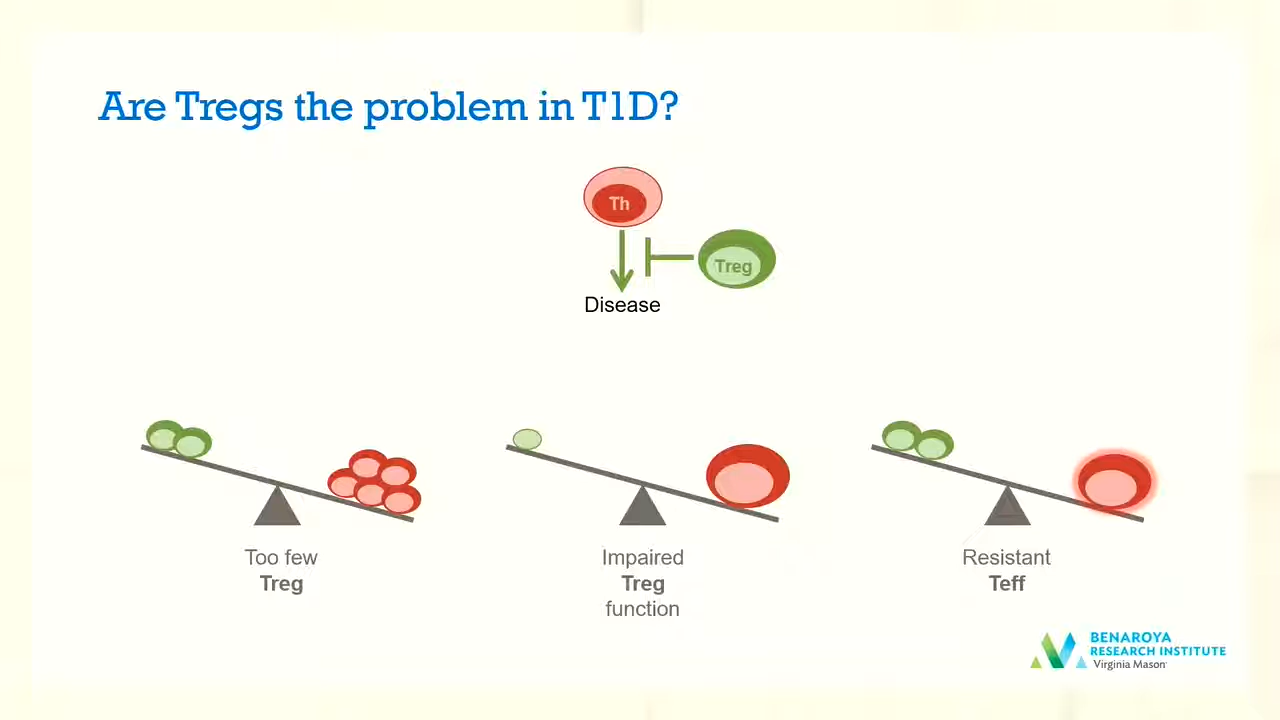 Are Tregs the problem in T1D?
Th
Treg
Disease
Too few
Treg
Impaired
Treg
function
Resistant
Teff
BENAROYA
RESEARCH INSTITUTE
Virginia Mason